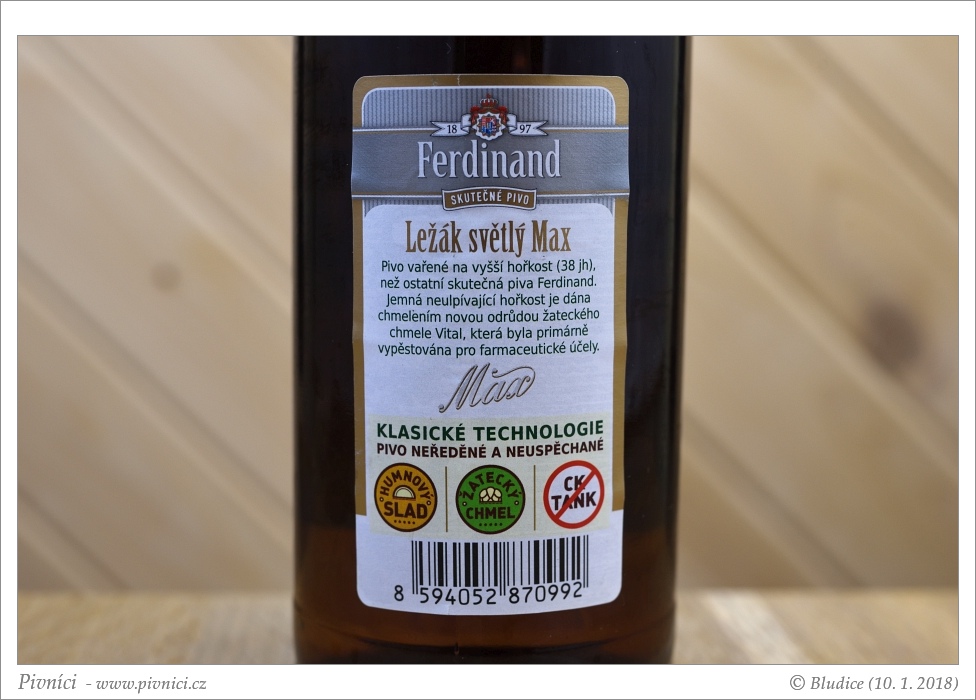 18 97
Ferdinand
SKUTEČNÉ PIVO
Ležák světlý Max
Pivo vařené na vyšší hořkost (38 jh),
než ostatní skutečná piva Ferdinand.
Jemná neulpívající hořkost je dána
chmelením novou odrůdou žateckého
chmele Vital, která byla primárně
vypěstována pro farmaceutické účely.
Max
KLASICKÉ TECHNOLOGIE
PIVO NEŘEDĚNÉ A NEUSPĚCHANÉ
HUMNOVÝ
SLAD
ŽATECKÝ
CHMEL
CK
TANK
8 594052 870992
Pivníci - www.pivnici.cz
© Bludice (10. 1. 2018)